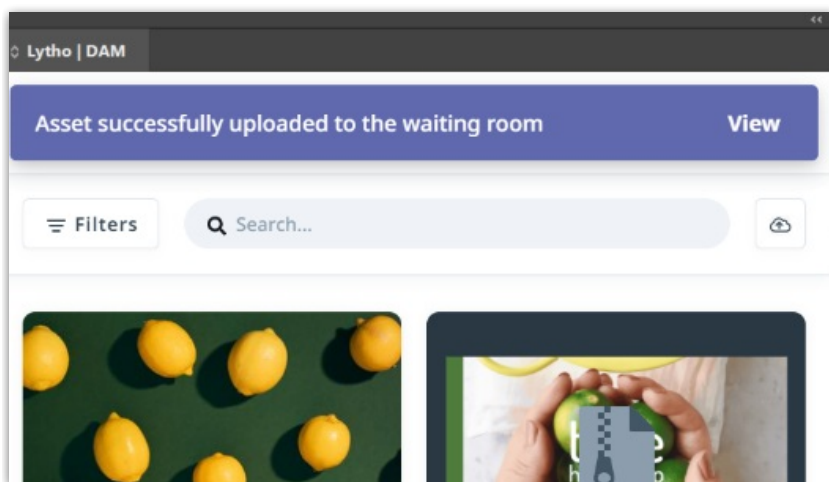 Lytho | DAM
Asset successfully uploaded to the waiting room View
Filters Search...